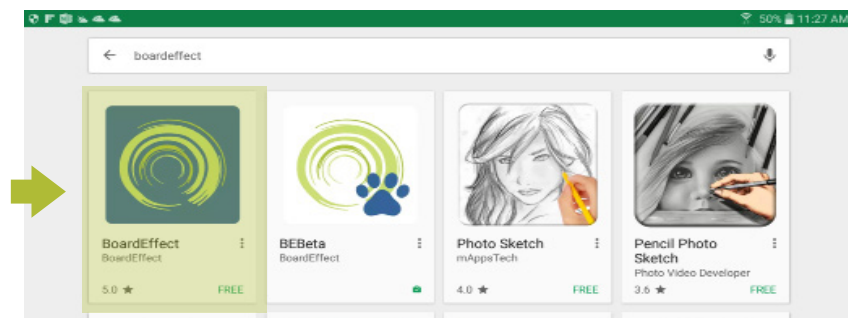 50% 11:27 AM
boardeffect
BoardEffect
BoardEffect
5.0 ★ FREE
BEBeta
BoardEffect
Photo Sketch
mAppsTech
4.0 ★ FREE
Pencil Photo
Sketch
Photo Video Developer
3.6 ★ FREE